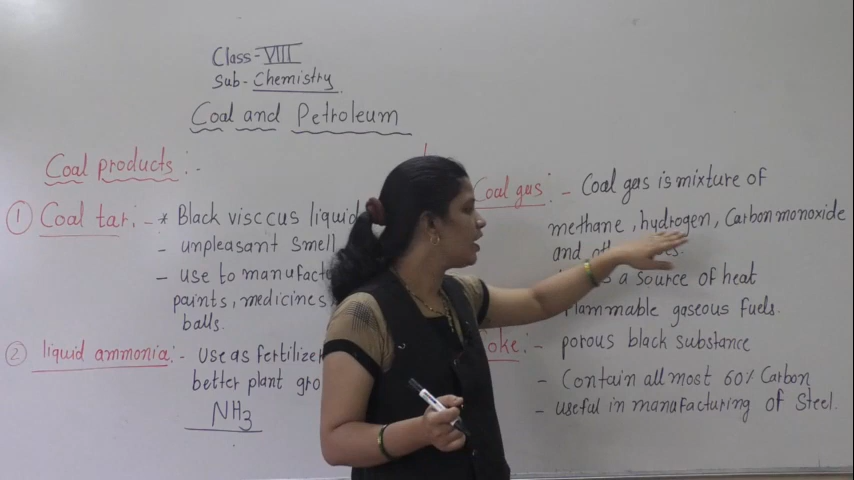 Class-VIII
Sub- Chemistry
Coal and Petroleum
Coal products:-
① Coal tar:- * Black visccus liquid
- unpleasant smell
- use to manufactu
paints, medicines
balls.
② liquid ammonia:- Use as fertilizer
better plant gro
NH3
Coal gas:- Coal gas is mixture of
methane, hydrogen, Carbon monoxide
and
a source of heat
flammable gaseous fuels.
oke:- porous black substance
- Contain all most 60% Carbon
- useful in manufacturing of Steel.